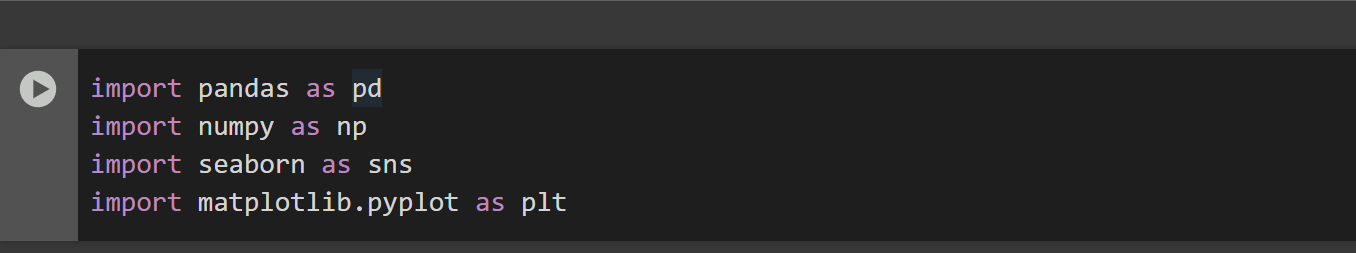 import pandas as pd
import numpy as np
import seaborn as sns
import matplotlib.pyplot as plt